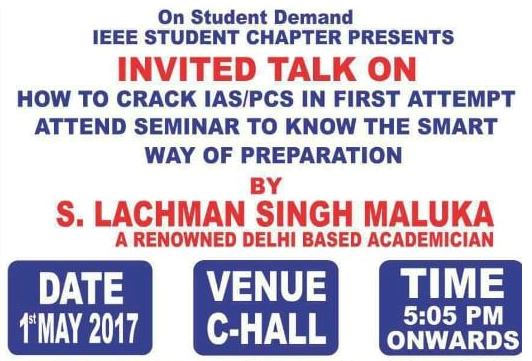 On Student Demand
IEEE STUDENT CHAPTER PRESENTS
INVITED TALK ON
HOW TO CRACK IAS/PCS IN FIRST ATTEMPT
ATTEND SEMINAR TO KNOW THE SMART
WAY OF PREPARATION
BY
S. LACHMAN SINGH MALUKA
A RENOWNED DELHI BASED ACADEMICIAN
DATE
1st MAY 2017
VENUE
C-HALL
TIME
5:05 PM
ONWARDS